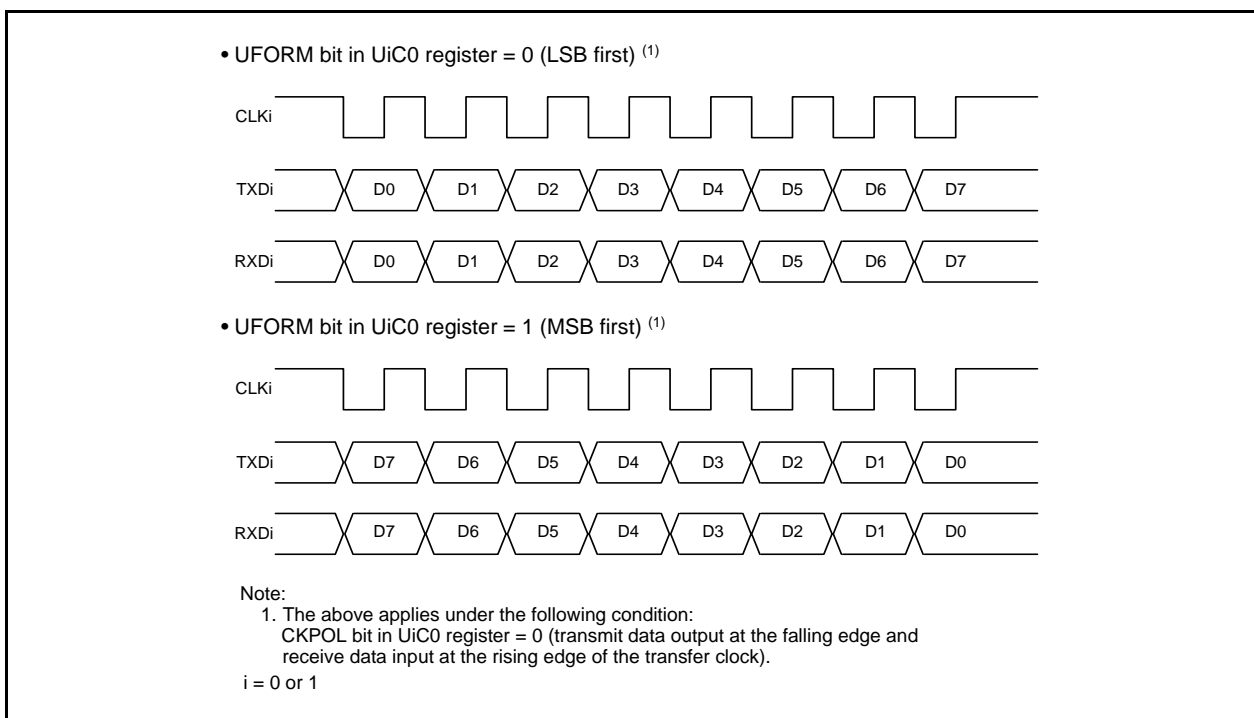 • UFORM bit in UiC0 register = 0 (LSB first) (1)
CLKi
TXDi D0 D1 D2 D3 D4 D5 D6 D7
RXDi D0 D1 D2 D3 D4 D5 D6 D7
• UFORM bit in UiC0 register = 1 (MSB first) (1)
CLKi
TXDi D7 D6 D5 D4 D3 D2 D1 D0
RXDi D7 D6 D5 D4 D3 D2 D1 D0
Note:
1. The above applies under the following condition:
CKPOL bit in UiC0 register = 0 (transmit data output at the falling edge and
receive data input at the rising edge of the transfer clock).
i = 0 or 1